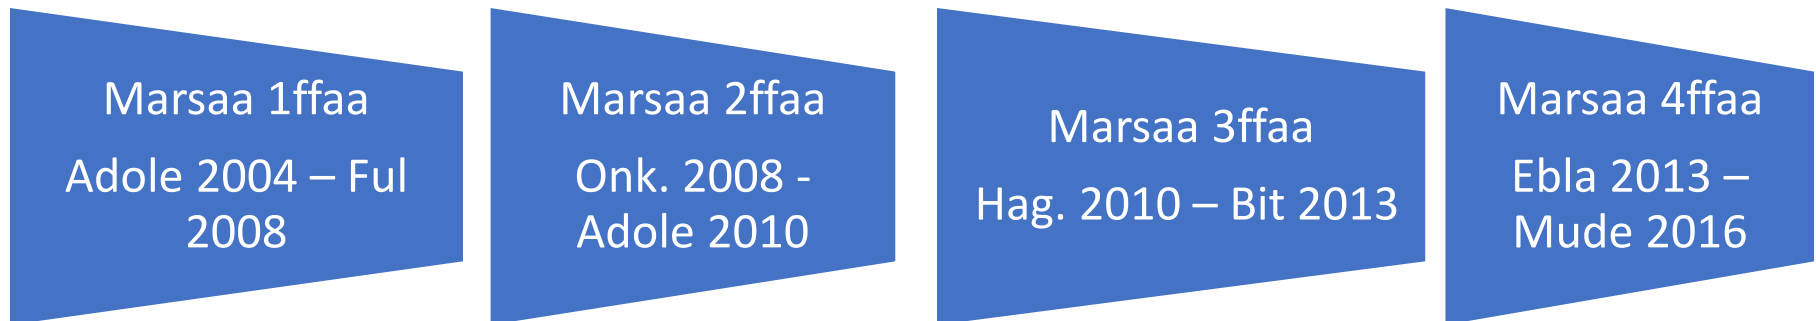 Marsaa 1ffaa
Adole 2004 – Ful
2008
Marsaa 2ffaa
Onk. 2008 -
Adole 2010
Marsaa 3ffaa
Hag. 2010 – Bit 2013
Marsaa 4ffaa
Ebla 2013 –
Mude 2016